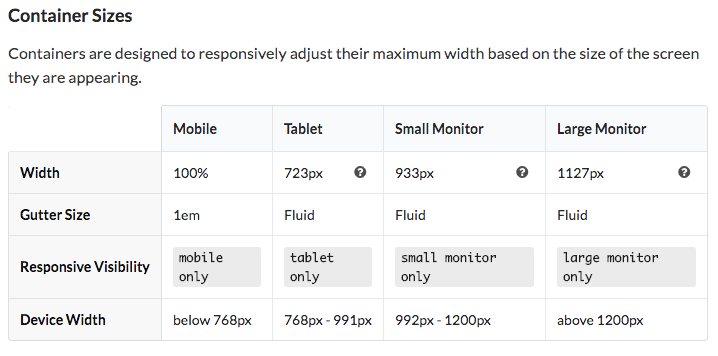 Container Sizes
Containers are designed to responsively adjust their maximum width based on the size of the screen
they are appearing.
Mobile Tablet Small Monitor Large Monitor
Width 100% 723px 933px 1127px
Gutter Size 1em Fluid Fluid Fluid
Responsive Visibility mobile only tablet only small monitor only large monitor only
Device Width below 768px 768px - 991px 992px - 1200px above 1200px